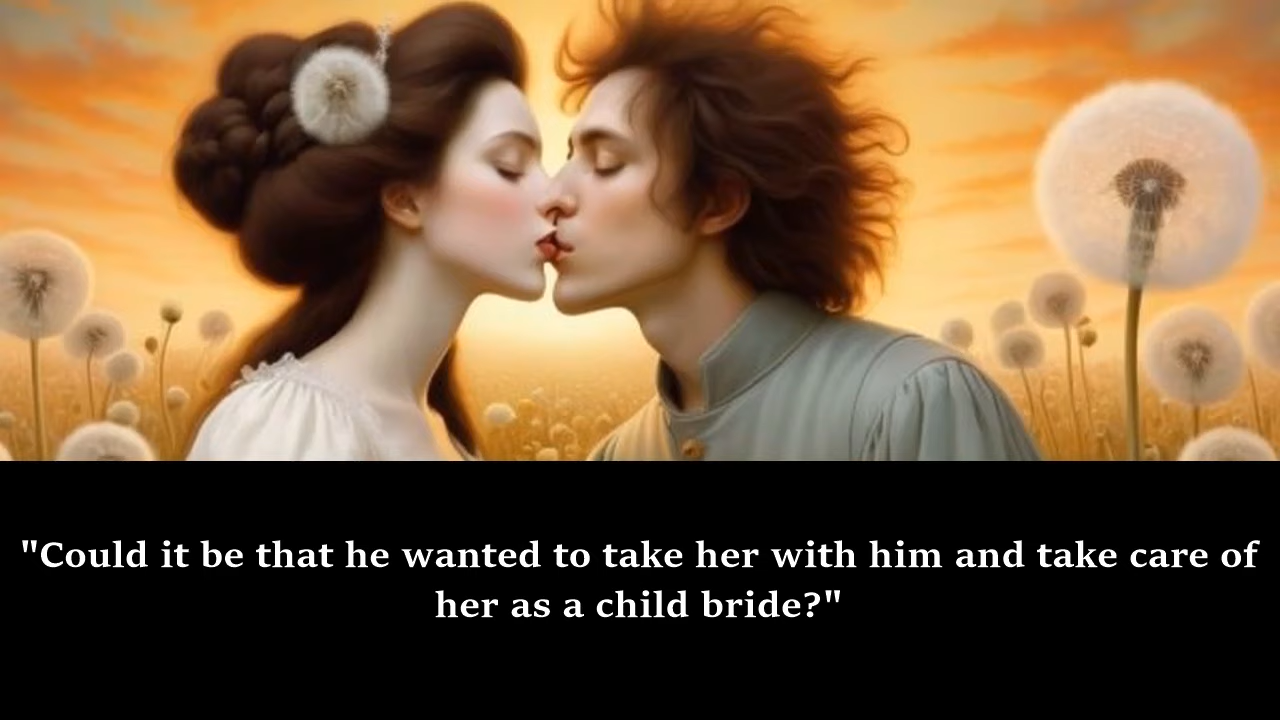 "Could it be that he wanted to take her with him and take care of
her as a child bride?"